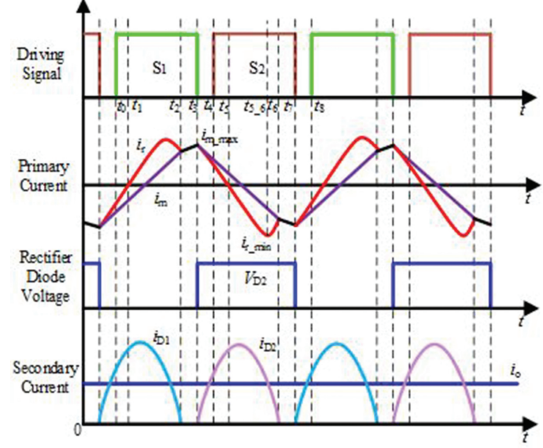 Driving
Signal
S1
S2
t0 t1 t2 t3 t4 t5 t5_6 t6 t7 t8
t
Primary
Current
ir
im_max
im
ir_min
t
Rectifier
Diode
Voltage
VD2
t
Secondary
Current
iD1
iD2
io
0
t